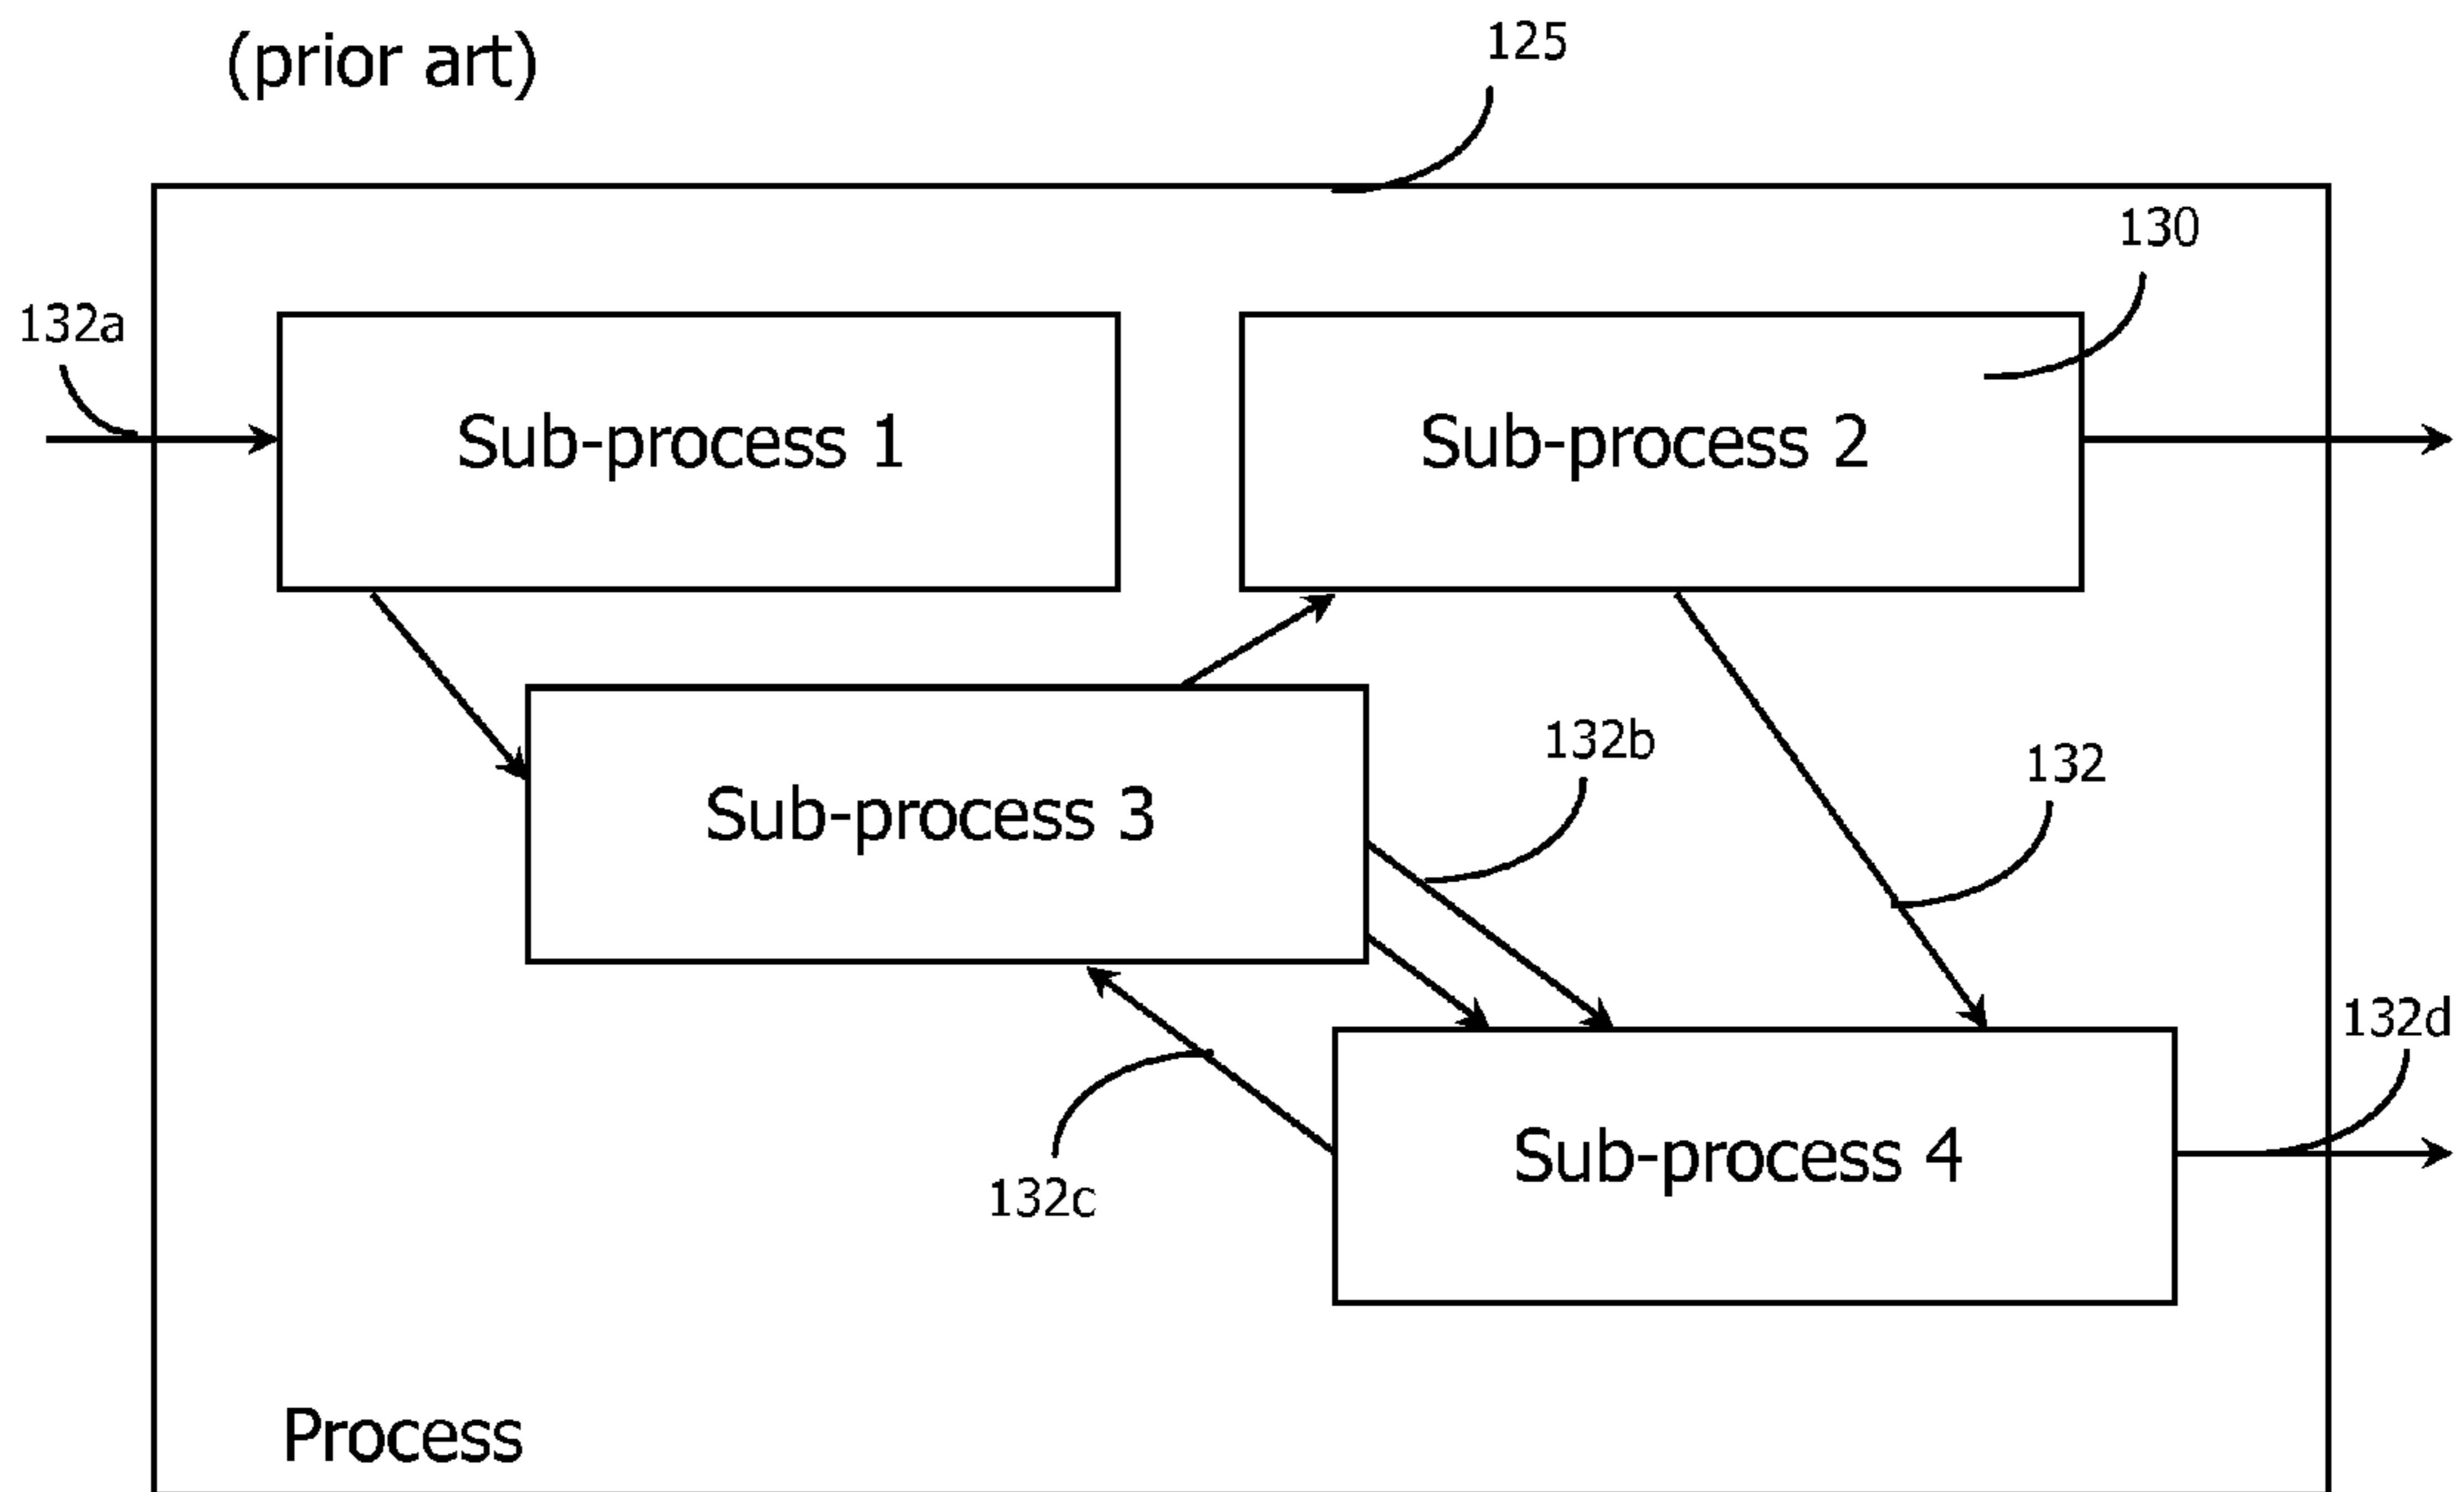 (prior art)
125
130
132a
Sub-process 1
Sub-process 2
132b
132
Sub-process 3
132d
Sub-process 4
132c
Process